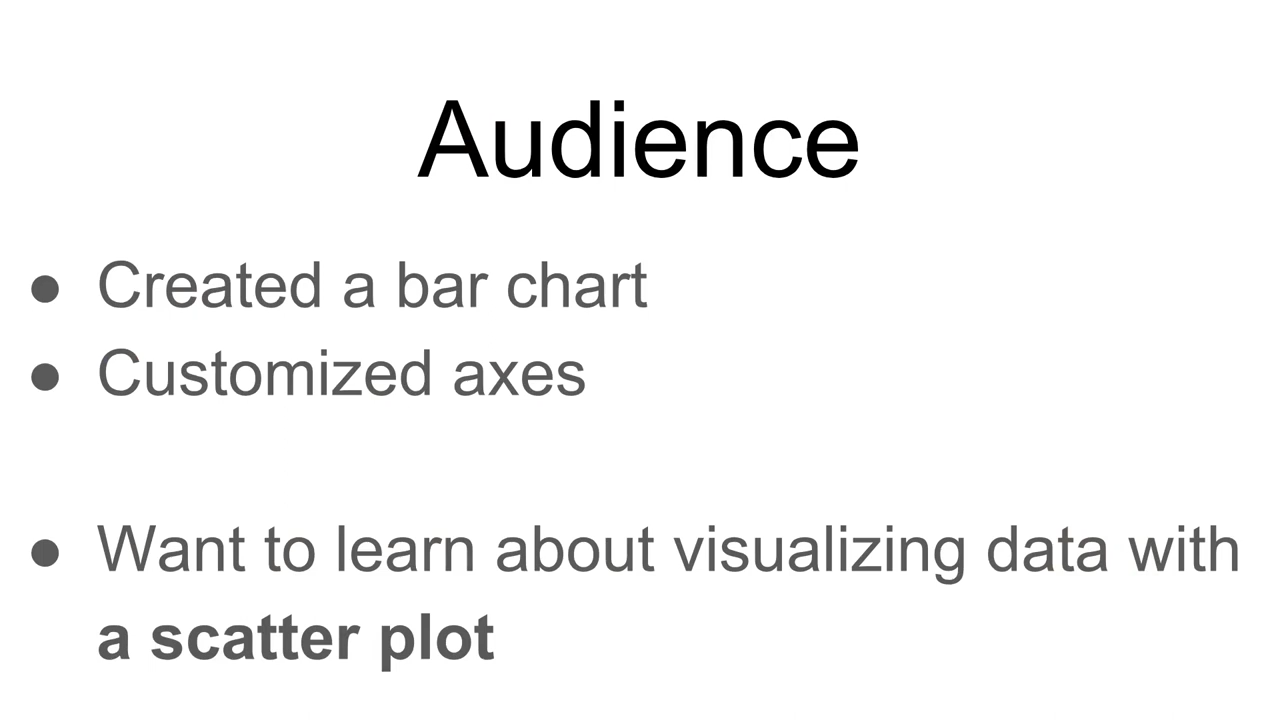 Audience
● Created a bar chart
● Customized axes
● Want to learn about visualizing data with
a scatter plot